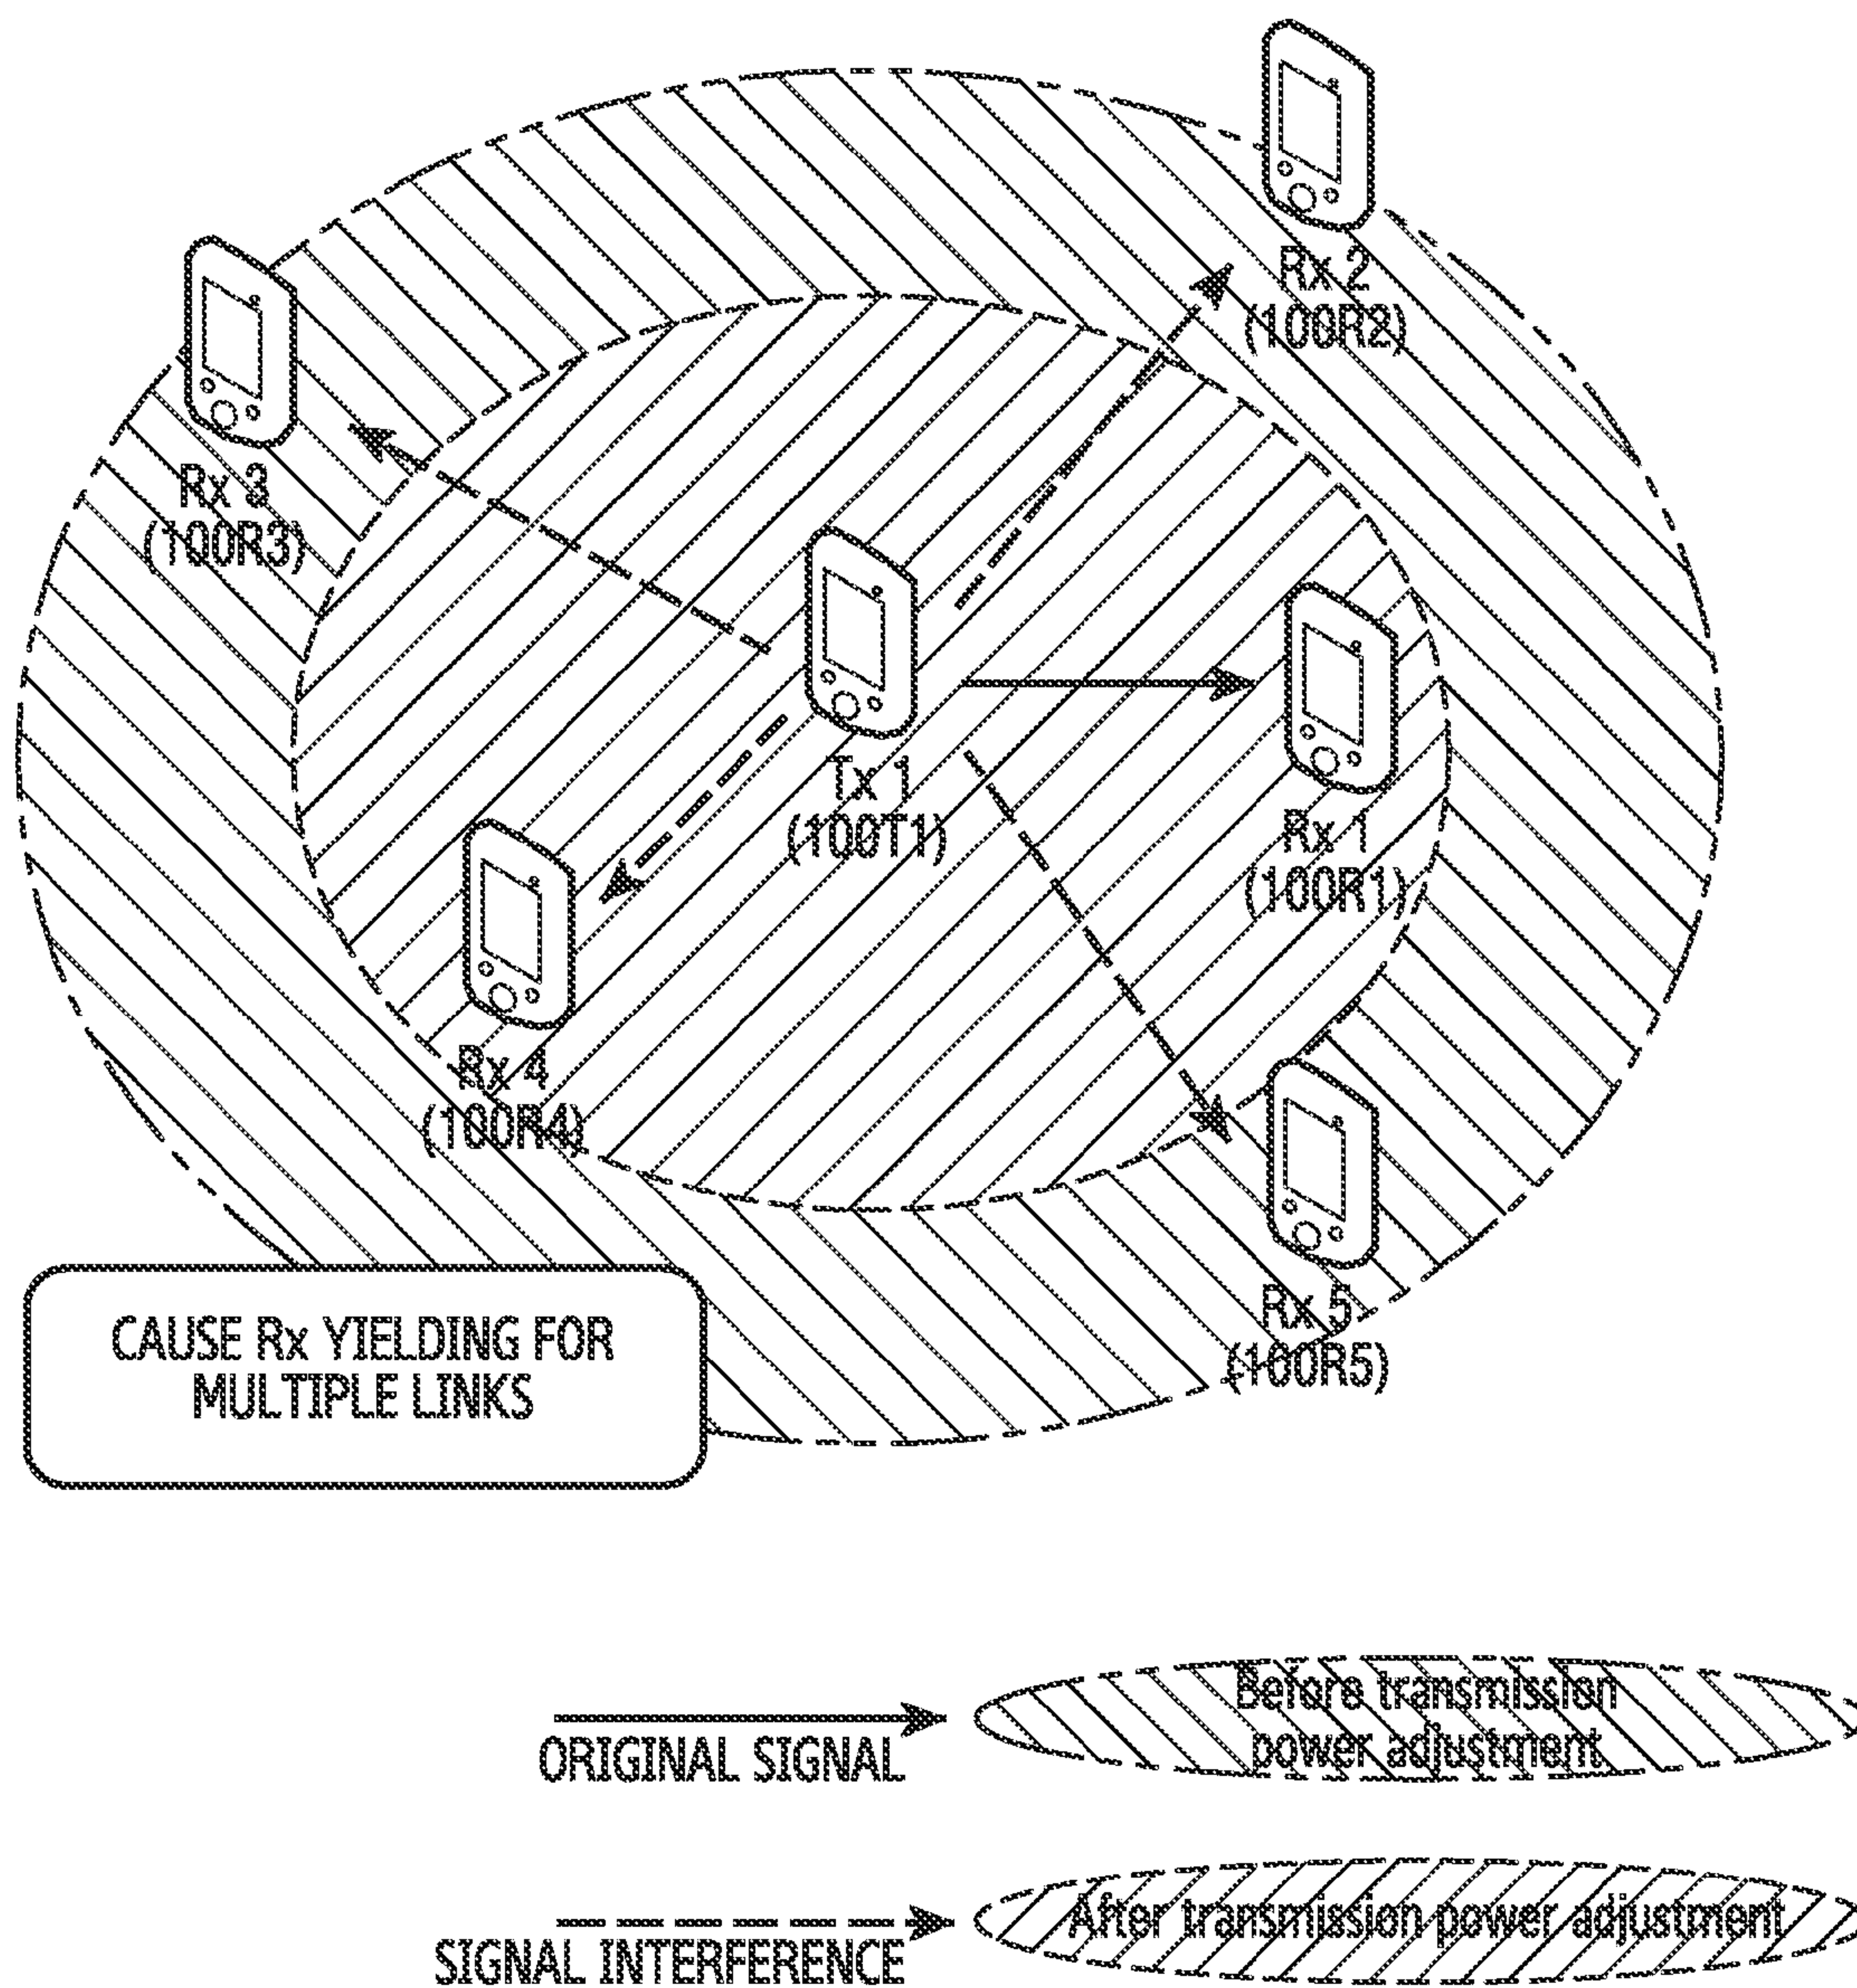 Rx 2
(100R2)
Rx 3
(100R3)
Tx 1
(100T1)
Rx 1
(100R1)
Rx 4
(100R4)
Rx 5
(100R5)
CAUSE Rx YIELDING FOR
MULTIPLE LINKS
ORIGINAL SIGNAL
Before transmission
power adjustment
SIGNAL INTERFERENCE
After transmission power adjustment